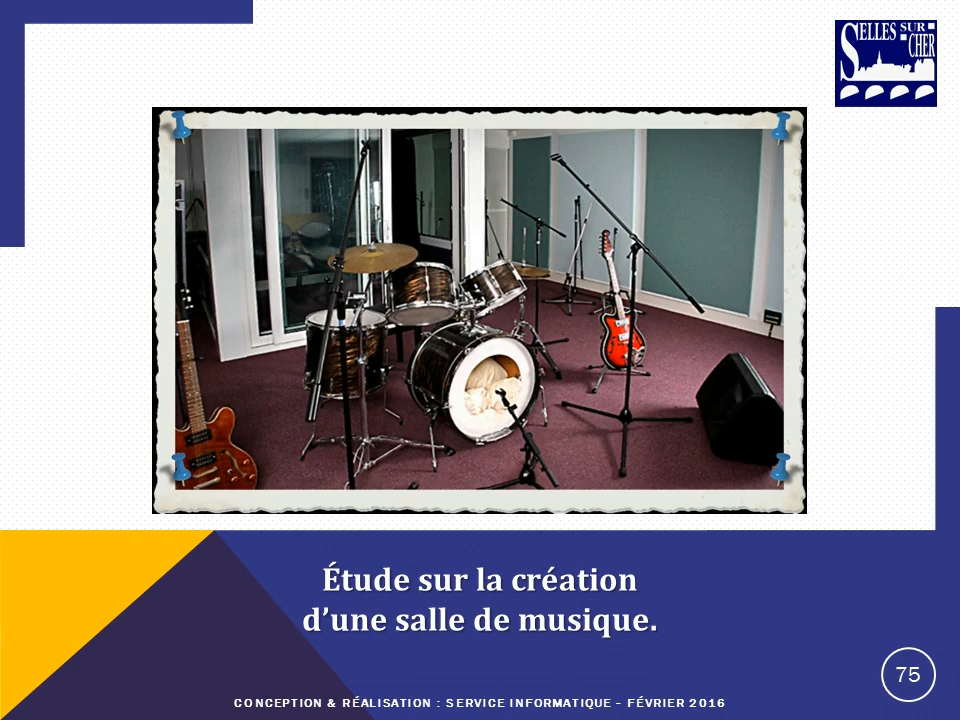 SELLES SUR
CHER
Étude sur la création
d’une salle de musique.
75
CONCEPTION & RÉALISATION : SERVICE INFORMATIQUE - FÉVRIER 2016